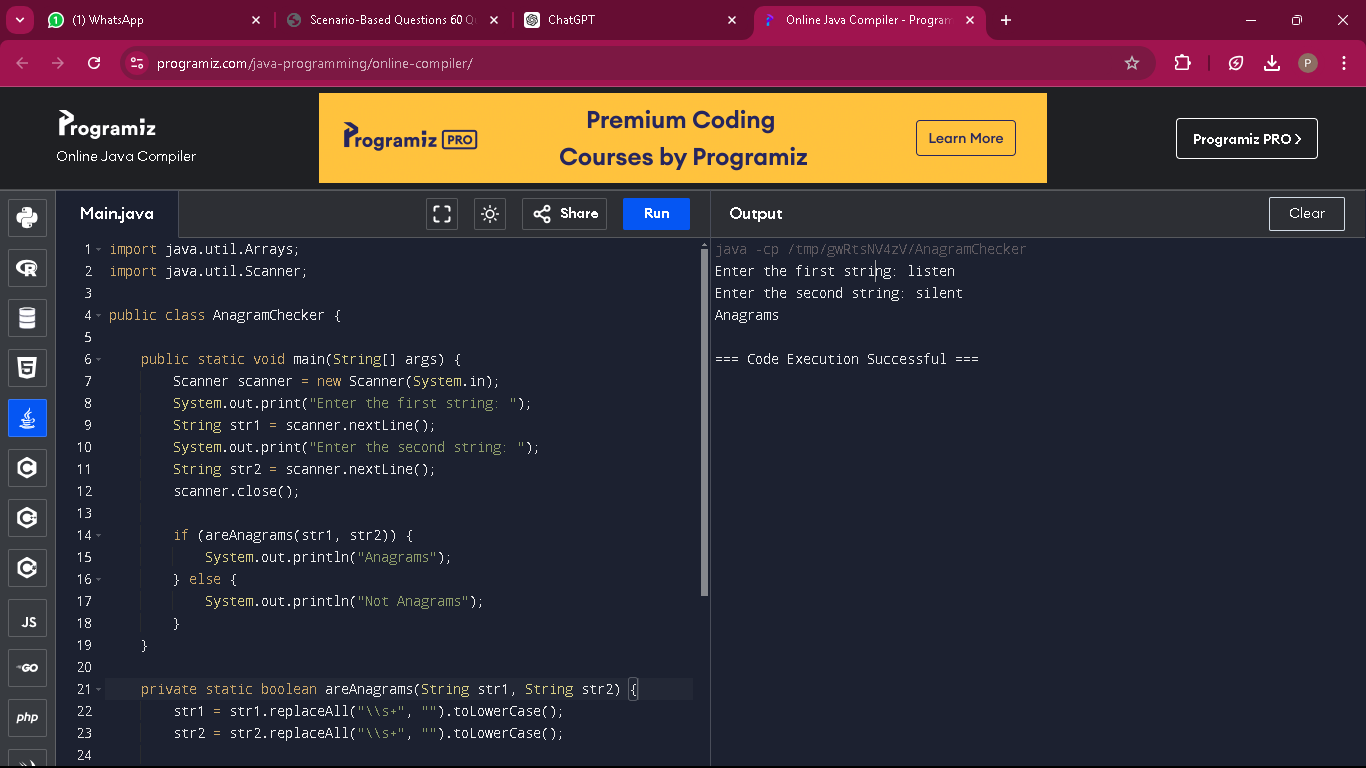 (1) WhatsApp
Scenario-Based Questions 60 Qu
ChatGPT
Online Java Compiler - Program
programiz.com/java-programming/online-compiler/
P
Programiz
Online Java Compiler
Programiz PRO
Premium Coding
Courses by Programiz
Learn More
Programiz PRO >
Main.java
Share
Run
Output
Clear
1 import java.util.Arrays;
2 import java.util.Scanner;
3
4 public class AnagramChecker {
5
6     public static void main(String[] args) {
7         Scanner scanner = new Scanner(System.in);
8         System.out.print("Enter the first string: ");
9         String str1 = scanner.nextLine();
10         System.out.print("Enter the second string: ");
11         String str2 = scanner.nextLine();
12         scanner.close();
13
14         if (areAnagrams(str1, str2)) {
15             System.out.println("Anagrams");
16         } else {
17             System.out.println("Not Anagrams");
18         }
19     }
20
21     private static boolean areAnagrams(String str1, String str2) {
22         str1 = str1.replaceAll("\\s+", "").toLowerCase();
23         str2 = str2.replaceAll("\\s+", "").toLowerCase();
24
java -cp /tmp/gwRtsNV4zV/AnagramChecker
Enter the first string: listen
Enter the second string: silent
Anagrams
=== Code Execution Successful ===
JS
GO
php